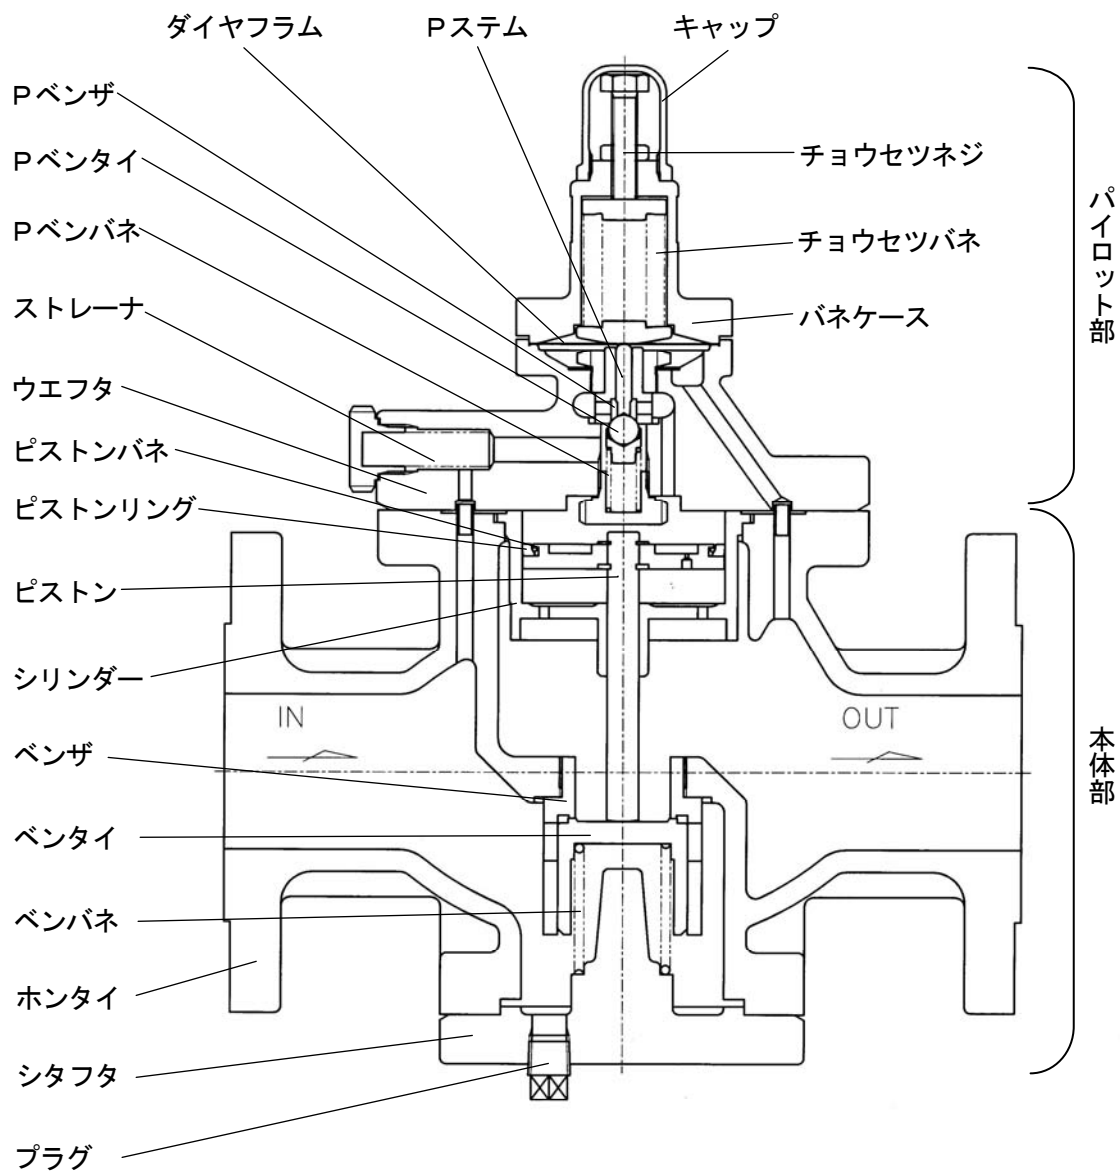 ダイヤフラム
Pステム
キャップ
Pベンザ
Pベンタイ
Pベンバネ
ストレーナ
ウエフタ
ピストンバネ
ピストンリング
ピストン
シリンダー
ベンザ
ベンタイ
ベンバネ
ホンタイ
シタフタ
プラグ
チョウセツネジ
チョウセツバネ
バネケース
パイロット部
本体部
IN
OUT